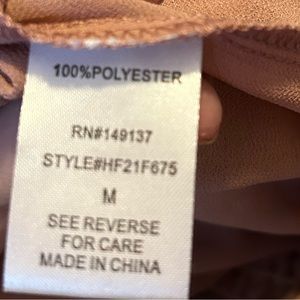 100%POLYESTER
RN#149137
STYLE#HF21F675
M
SEE REVERSE
FOR CARE
MADE IN CHINA